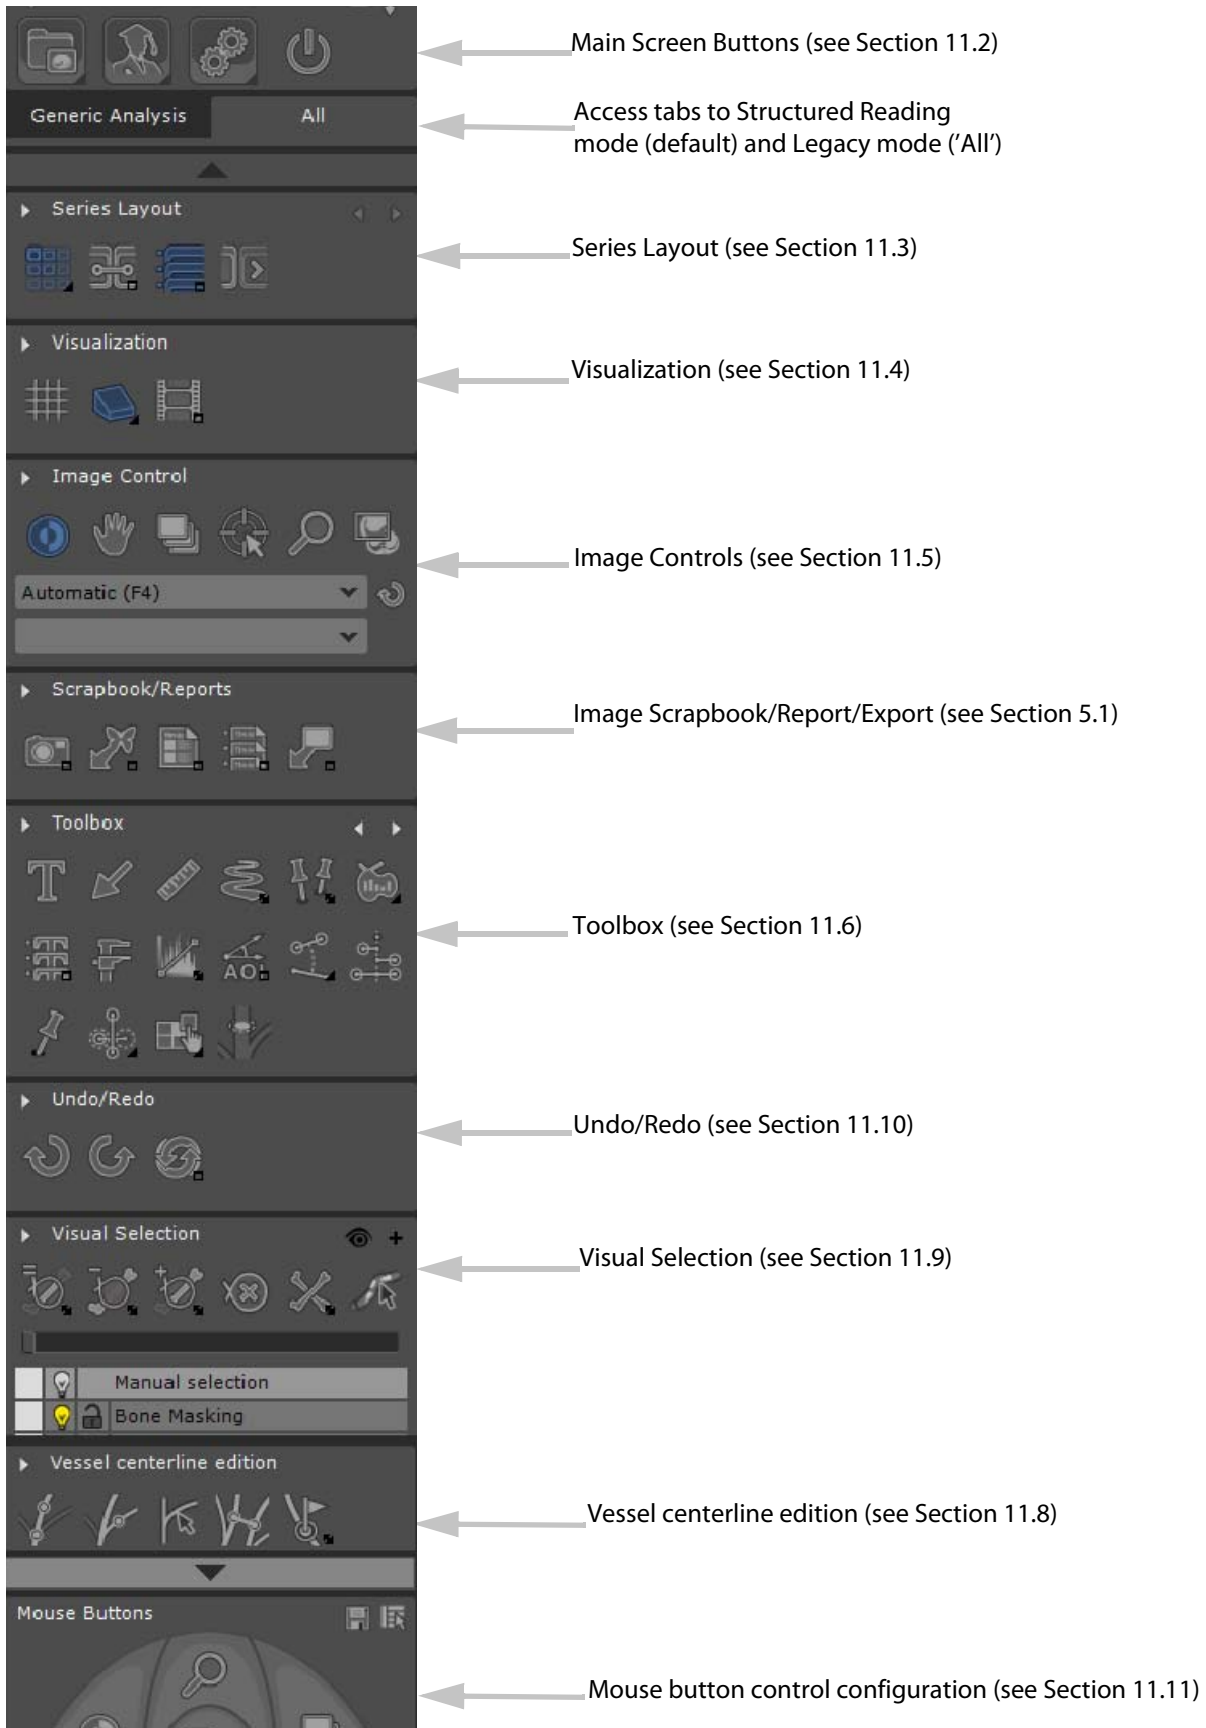 Main Screen Buttons (see Section 11.2)
Generic Analysis All
Access tabs to Structured Reading
mode (default) and Legacy mode ('All')
Series Layout
Series Layout (see Section 11.3)
Visualization
Visualization (see Section 11.4)
Image Control
Image Controls (see Section 11.5)
Automatic (F4)
Scrapbook/Reports
Image Scrapbook/Report/Export (see Section 5.1)
Toolbox
T
Toolbox (see Section 11.6)
AO
Undo/Redo
Undo/Redo (see Section 11.10)
Visual Selection
Visual Selection (see Section 11.9)
Manual selection
Bone Masking
Vessel centerline edition
Vessel centerline edition (see Section 11.8)
Mouse Buttons
Mouse button control configuration (see Section 11.11)